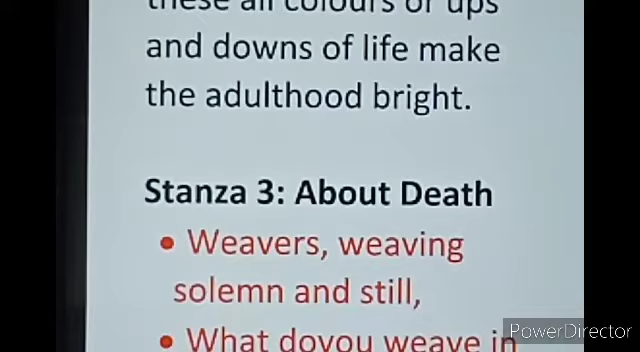 these all colours or ups
and downs of life make
the adulthood bright.
Stanza 3: About Death
• Weavers, weaving
solemn and still,
• What doyou weave in
PowerDirector